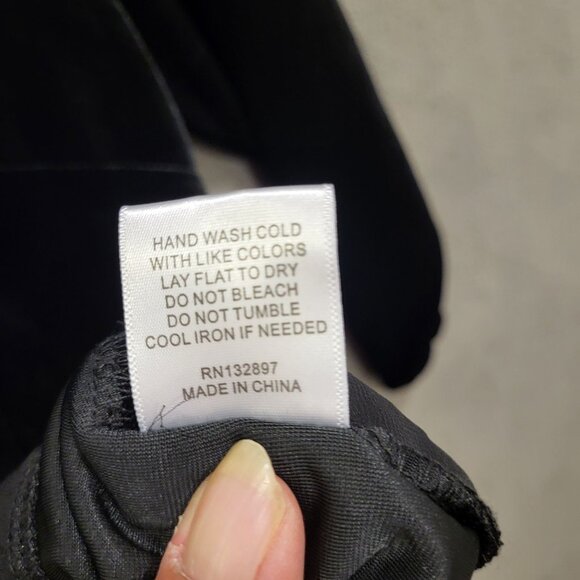 HAND WASH COLD
WITH LIKE COLORS
LAY FLAT TO DRY
DO NOT BLEACH
DO NOT TUMBLE
COOL IRON IF NEEDED
RN132897
MADE IN CHINA